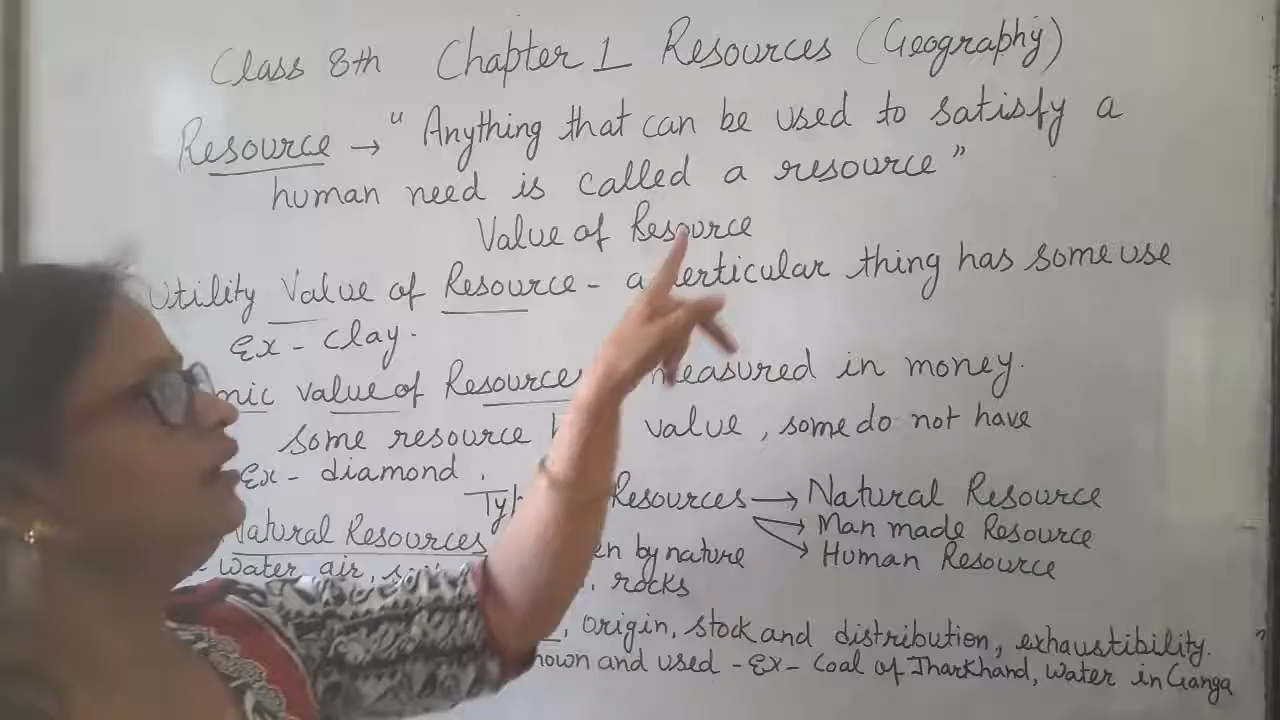 Class 8th Chapter 1 Resources (Geography)
Resource → "Anything that can be used to satisfy a
human need is called a resource"
Value of Resource
Utility Value of Resource - a perticular thing has some use
Ex - Clay.
value of Resources measured in money.
Some resource value, some do not have
Ex - diamond.
Resources → Natural Resource
Man made Resource
Human Resource
Natural Resources by nature
Water, air, rocks
, origin, stock and distribution, exhaustibility. "
and used - Ex - Coal of Jharkhand, Water in Ganga